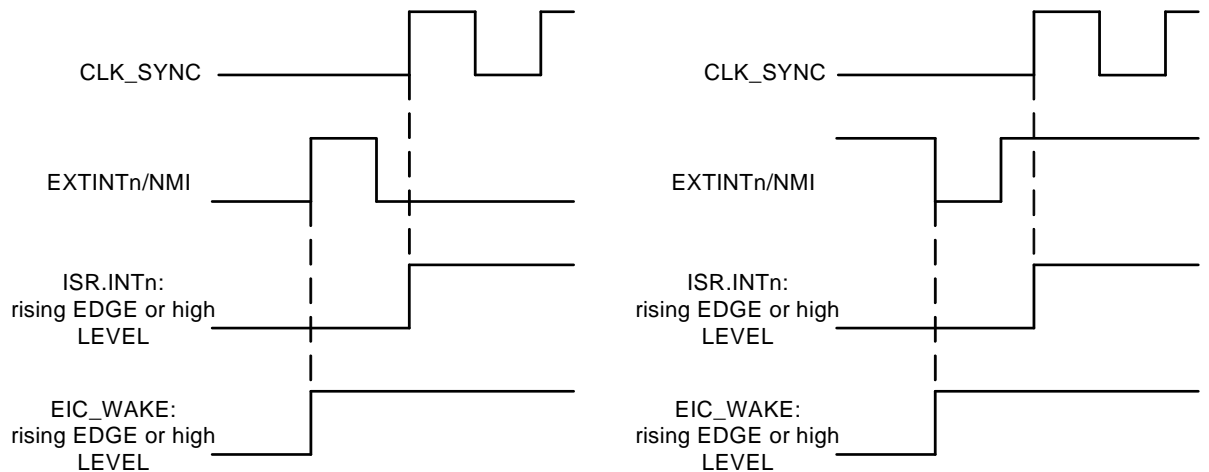 CLK_SYNC
EXTINTn/NMI
ISR.INTn:
rising EDGE or high
LEVEL
EIC_WAKE:
rising EDGE or high
LEVEL
CLK_SYNC
EXTINTn/NMI
ISR.INTn:
rising EDGE or high
LEVEL
EIC_WAKE:
rising EDGE or high
LEVEL